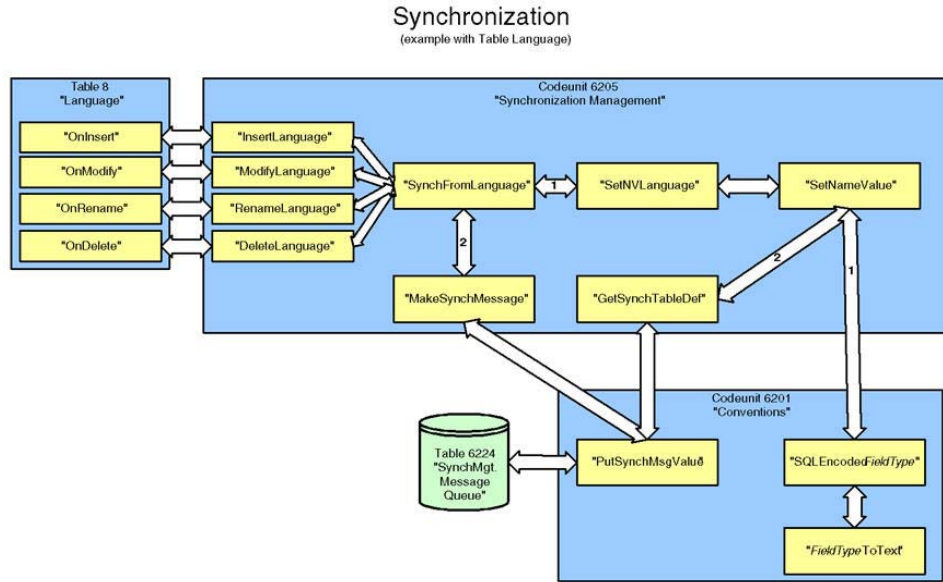 Synchronization
(example with Table Language)
Table 8
"Language"
Codeunit 6205
"Synchronization Management"
"OnInsert"
"InsertLanguage"
"OnModify"
"ModifyLanguage"
"SynchFromLanguage"
1
"SetNVLanguage"
"SetNameValue"
"OnRename"
"RenameLanguage"
"OnDelete"
"DeleteLanguage"
2
2
1
"MakeSynchMessage"
"GetSynchTableDef"
Codeunit 6201
"Conventions"
Table 6224
"SynchMgt.
Message
Queue"
"PutSynchMsgValue"
"SQLEncodedFieldType"
"FieldTypeToText"